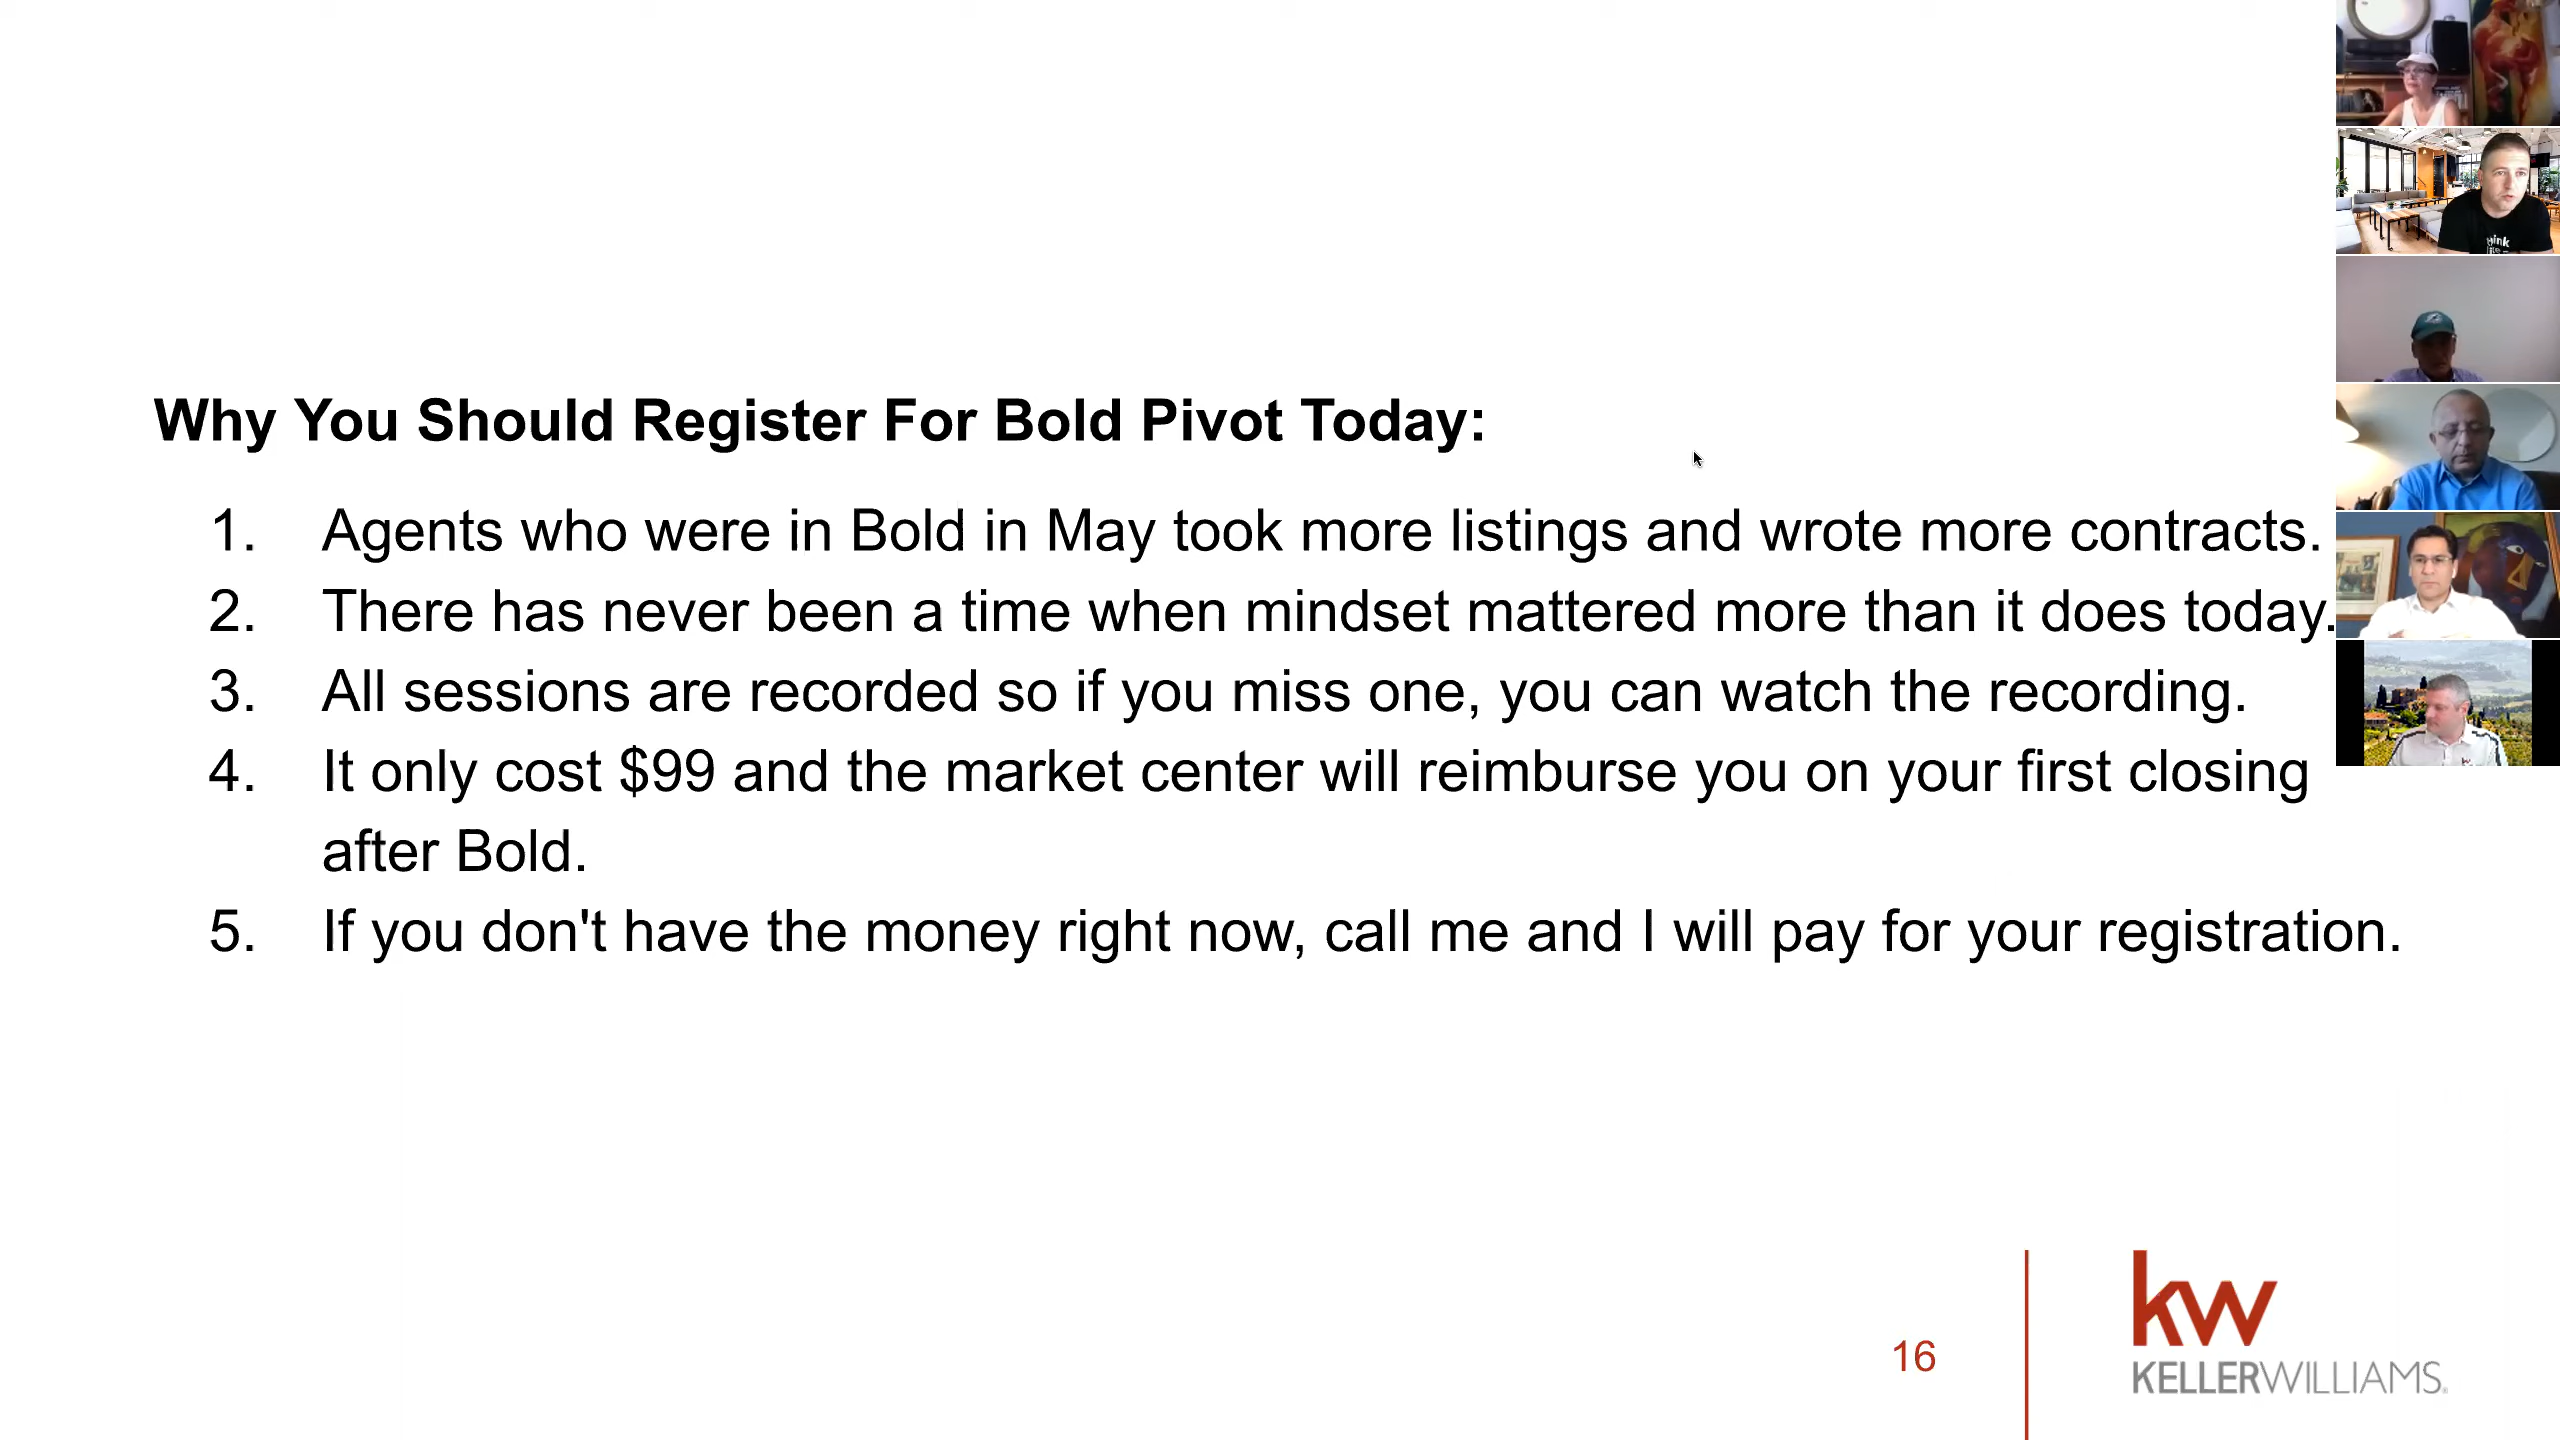 Why You Should Register For Bold Pivot Today:
1. Agents who were in Bold in May took more listings and wrote more contracts.
2. There has never been a time when mindset mattered more than it does today.
3. All sessions are recorded so if you miss one, you can watch the recording.
4. It only cost $99 and the market center will reimburse you on your first closing
after Bold.
5. If you don't have the money right now, call me and I will pay for your registration.
16
kw
KELLERWILLIAMS.